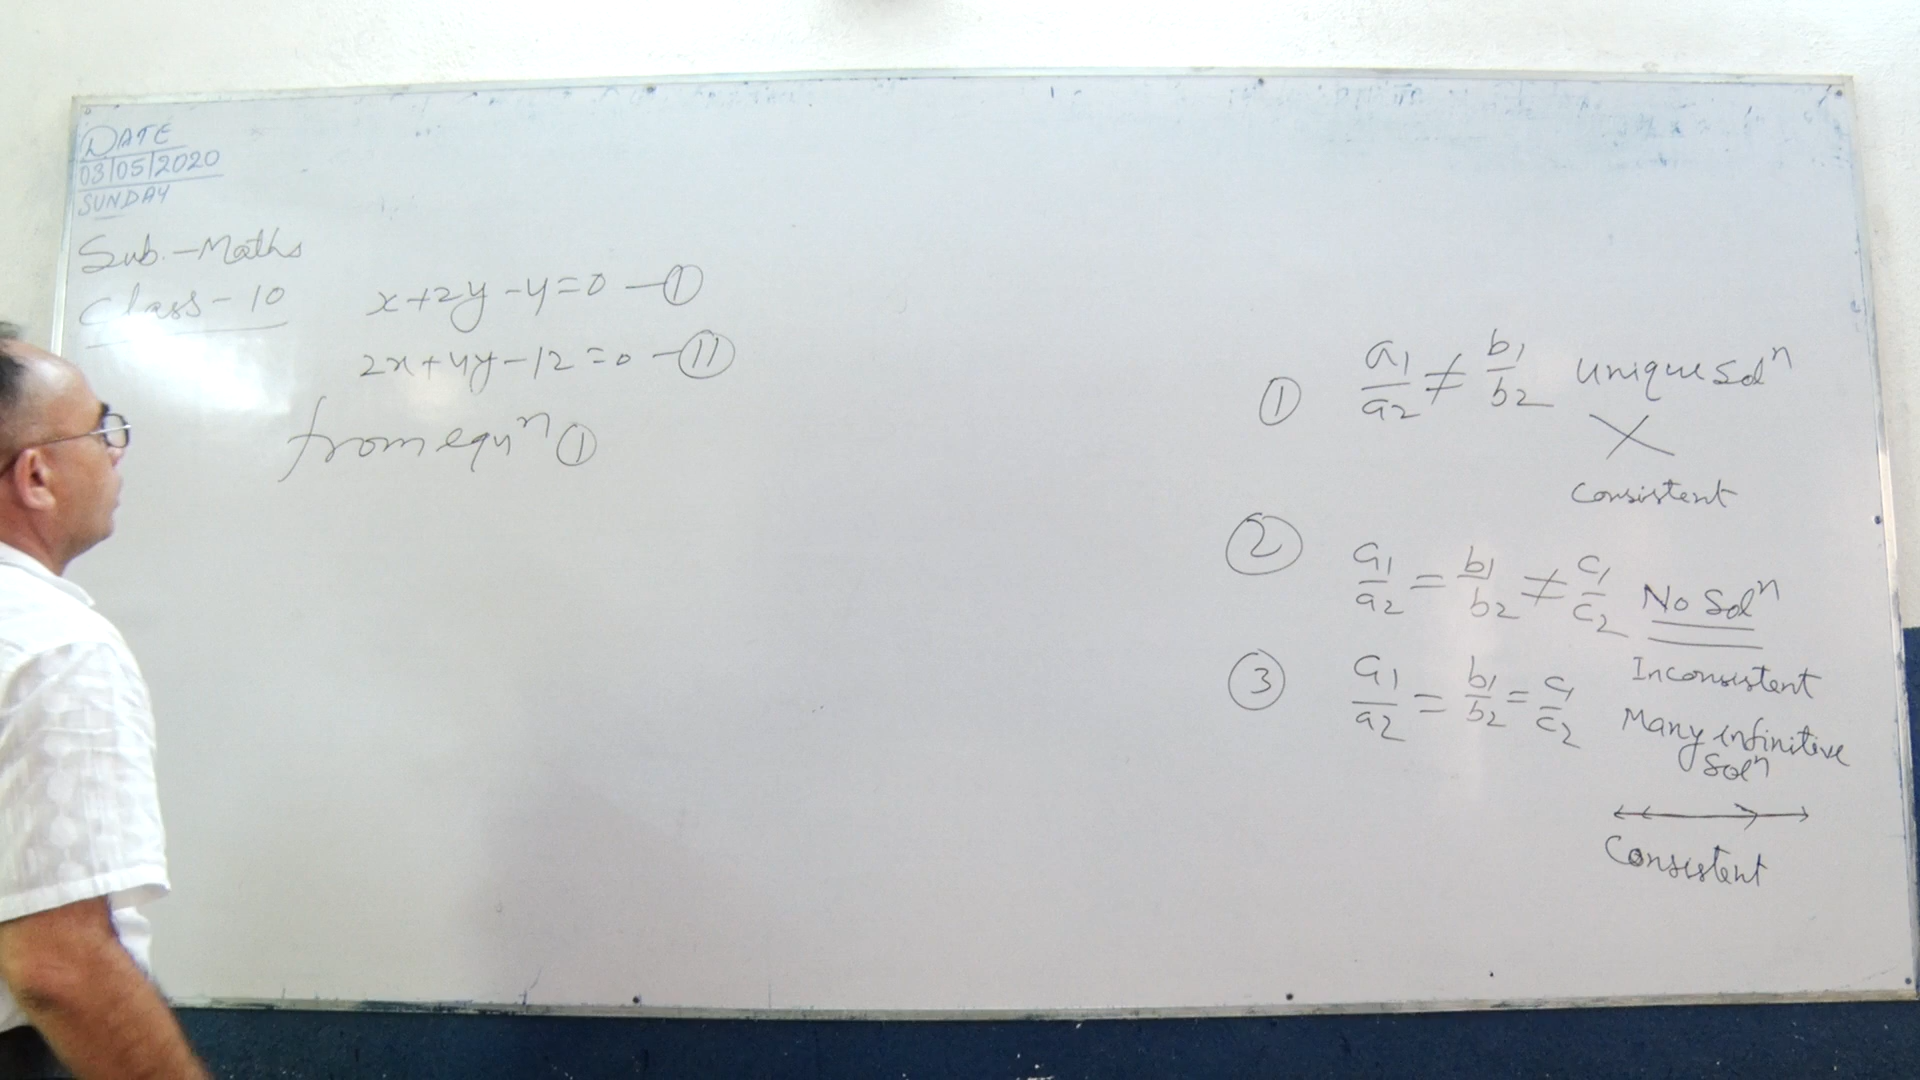 DATE
03/05/2020
SUNDAY
Sub.-Maths
Class-10
x+2y-4=0 —①
2x+4y-12=0 —⑪
from equⁿ ①
① a₁/a₂ ≠ b₁/b₂ unique Solⁿ
consistent
② a₁/a₂ = b₁/b₂ ≠ c₁/c₂ No Solⁿ
Inconsistent
③ a₁/a₂ = b₁/b₂ = c₁/c₂ Many infinitive
Solⁿ
Consistent